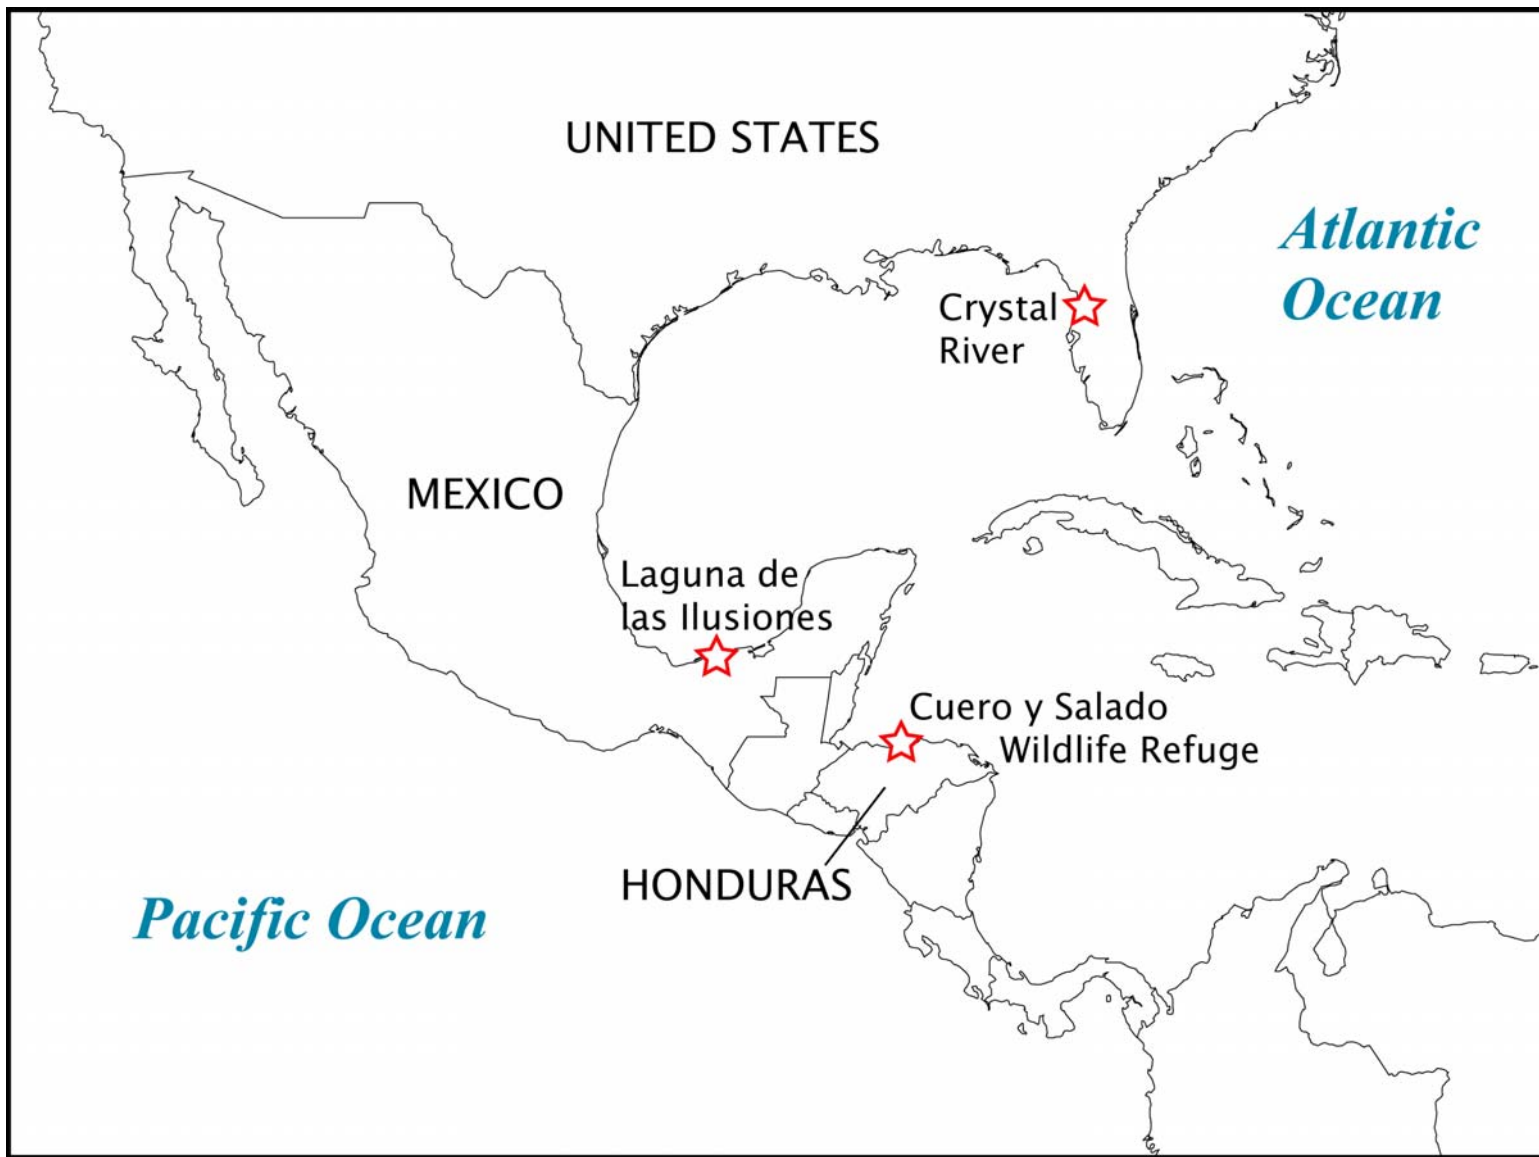 UNITED STATES
Atlantic
Ocean
Crystal
River
MEXICO
Laguna de
las Ilusiones
Cuero y Salado
Wildlife Refuge
HONDURAS
Pacific Ocean